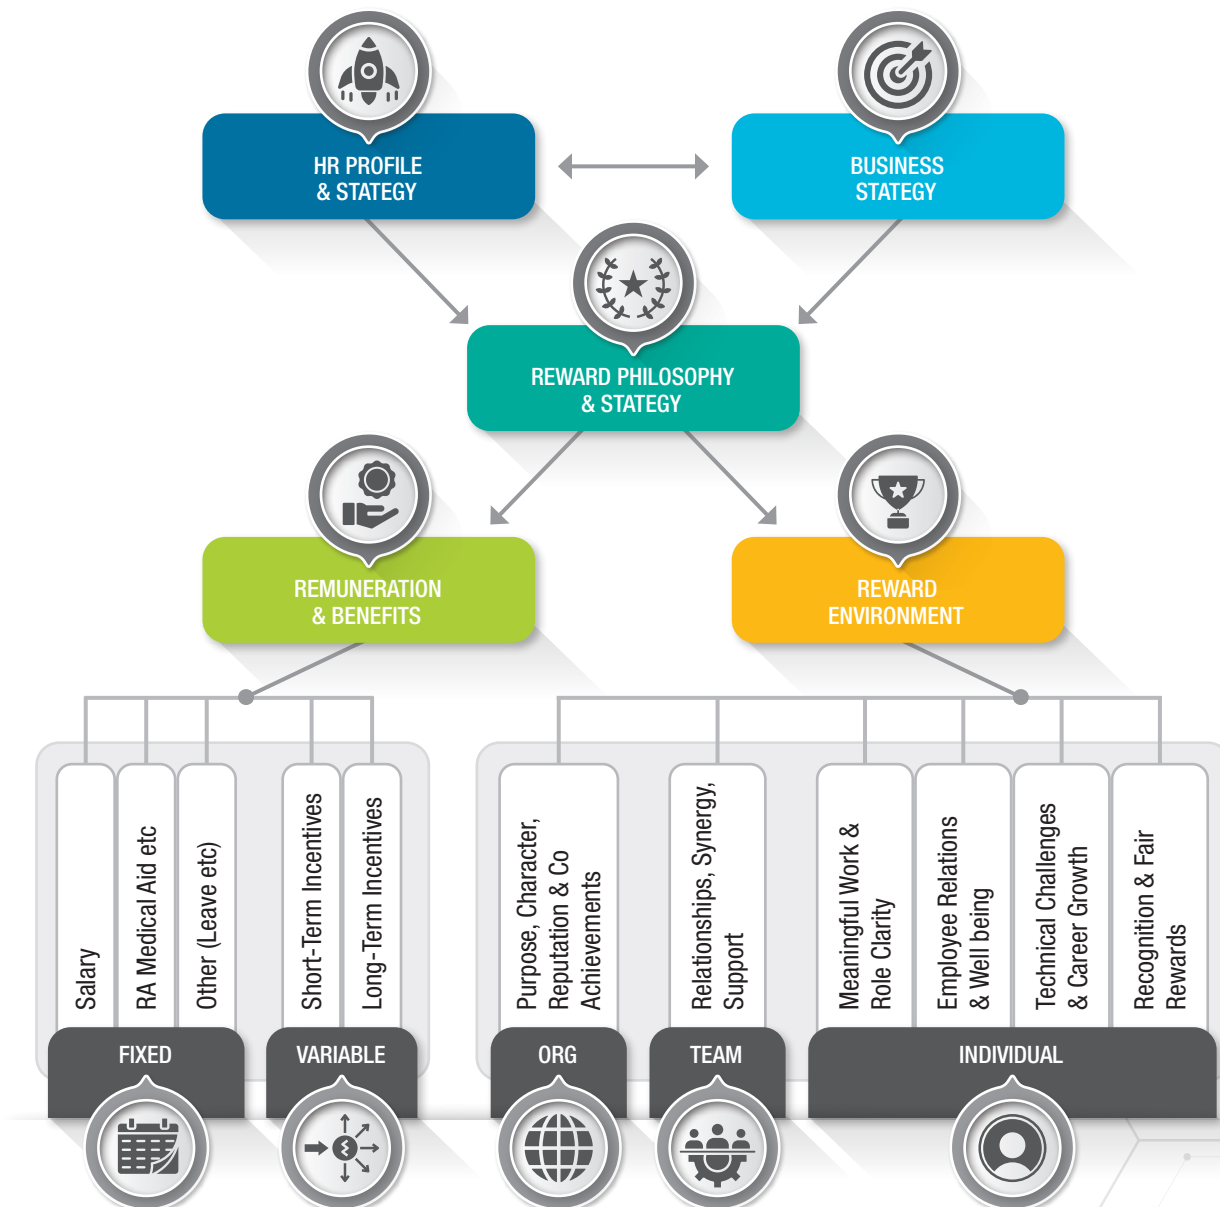 HR PROFILE
& STATEGY
BUSINESS
STATEGY
REWARD PHILOSOPHY
& STATEGY
REMUNERATION
& BENEFITS
REWARD
ENVIRONMENT
Salary
RA Medical Aid etc
Other (Leave etc)
Short-Term Incentives
Long-Term Incentives
Purpose, Character,
Reputation & Co
Achievements
Relationships, Synergy,
Support
Meaningful Work &
Role Clarity
Employee Relations
& Well being
Technical Challenges
& Career Growth
Recognition & Fair
Rewards
FIXED
VARIABLE
ORG
TEAM
INDIVIDUAL